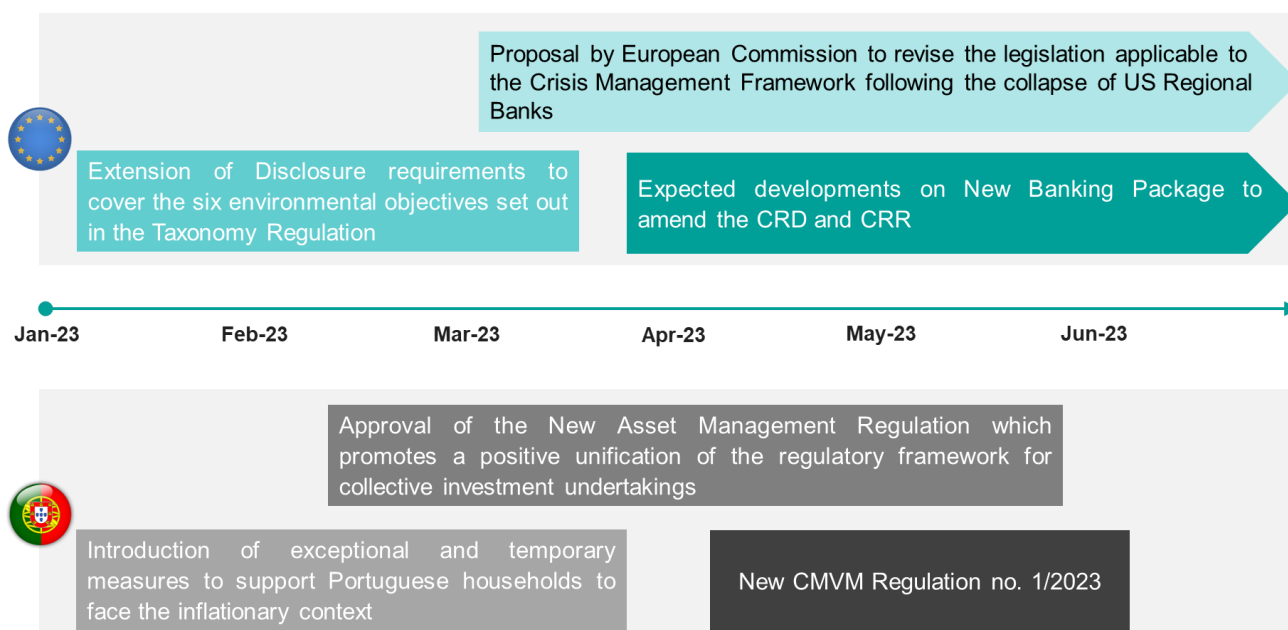 Proposal by European Commission to revise the legislation applicable to
the Crisis Management Framework following the collapse of US Regional
Banks
Extension of Disclosure requirements to
cover the six environmental objectives set out
in the Taxonomy Regulation
Expected developments on New Banking Package to
amend the CRD and CRR
Jan-23
Feb-23
Mar-23
Apr-23
May-23
Jun-23
Approval of the New Asset Management Regulation which
promotes a positive unification of the regulatory framework for
collective investment undertakings
Introduction of exceptional and temporary
measures to support Portuguese households to
face the inflationary context
New CMVM Regulation no. 1/2023